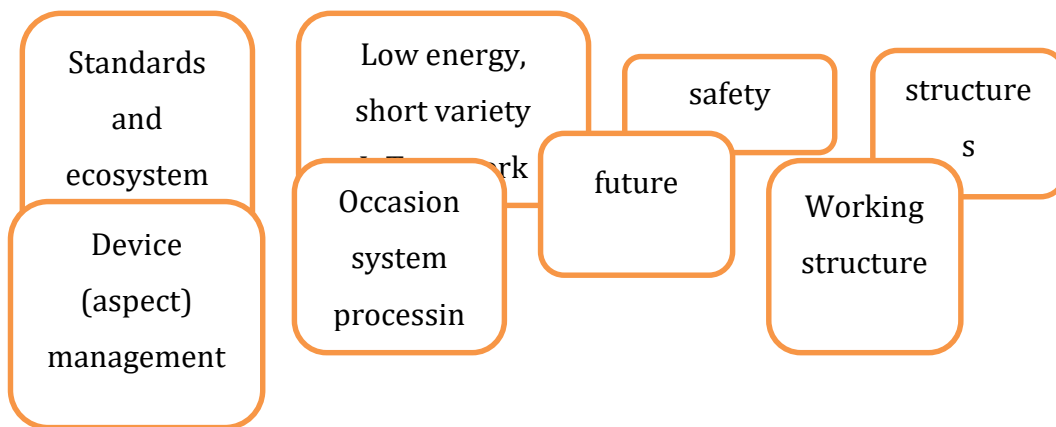 Standards
and
ecosystem
Device
(aspect)
management
Low energy,
short variety
Occasion
system
processin
safety
future
structure
s
Working
structure